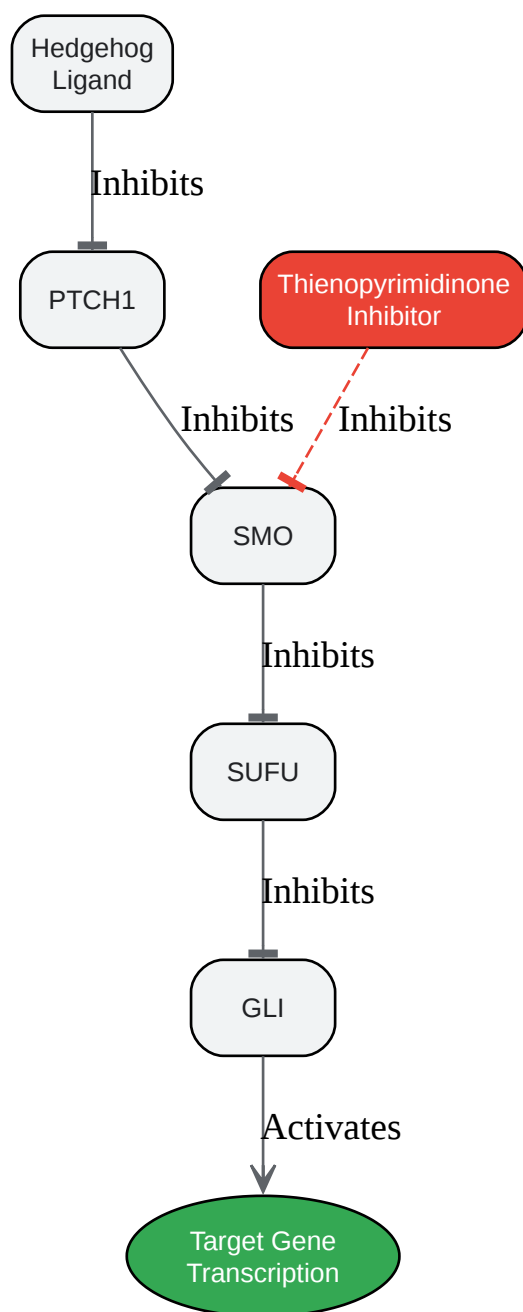 Hedgehog
Ligand
Inhibits
PTCH1
Thienopyrimidinone
Inhibitor
Inhibits
Inhibits
SMO
Inhibits
SUFU
Inhibits
GLI
Activates
Target Gene
Transcription